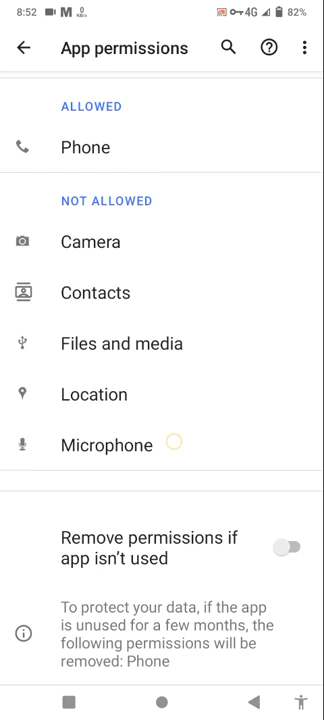 8:52 M 0 KB/s 4G 82%
App permissions
ALLOWED
Phone
NOT ALLOWED
Camera
Contacts
Files and media
Location
Microphone
Remove permissions if
app isn't used
To protect your data, if the app
is unused for a few months, the
following permissions will be
removed: Phone